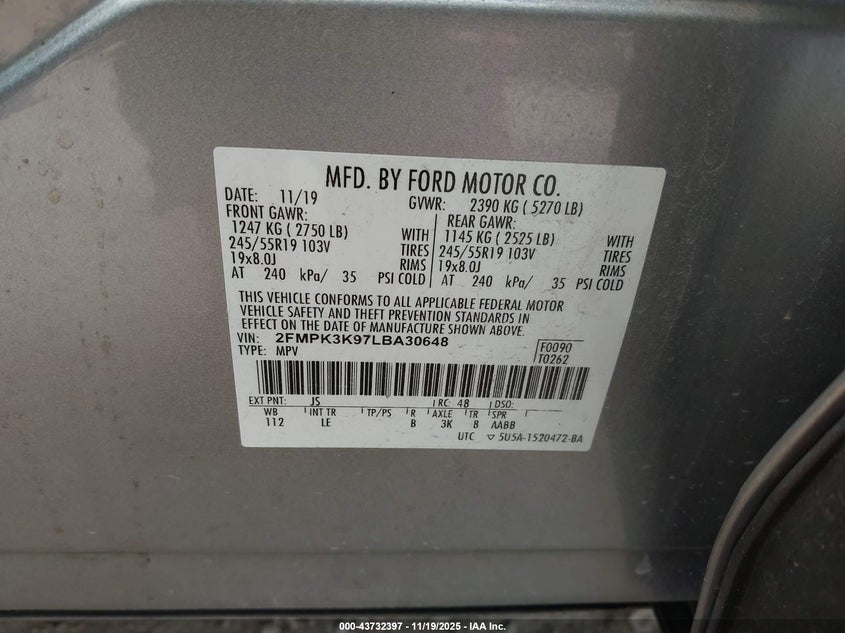 MFD. BY FORD MOTOR CO.
DATE: 11/19 GVWR: 2390 KG ( 5270 LB)
FRONT GAWR: REAR GAWR:
1247 KG ( 2750 LB) WITH 1145 KG ( 2525 LB) WITH
245/55R19 103V TIRES 245/55R19 103V TIRES
19x8.0J RIMS 19x8.0J RIMS
AT 240 kPa/ 35 PSI COLD AT 240 kPa/ 35 PSI COLD
THIS VEHICLE CONFORMS TO ALL APPLICABLE FEDERAL MOTOR
VEHICLE SAFETY AND THEFT PREVENTION STANDARDS IN
EFFECT ON THE DATE OF MANUFACTURE SHOWN ABOVE.
VIN: 2FMPK3K97LBA30648 F0090
TYPE: MPV T0262
EXT PNT: JS RC: 48 DSO:
WB INT TR TP/PS R AXLE TR SPR
112 LE B 3K 8 AABB
UTC ▽ 5U5A-1520472-BA
000-43732397 - 11/19/2025 - IAA Inc.